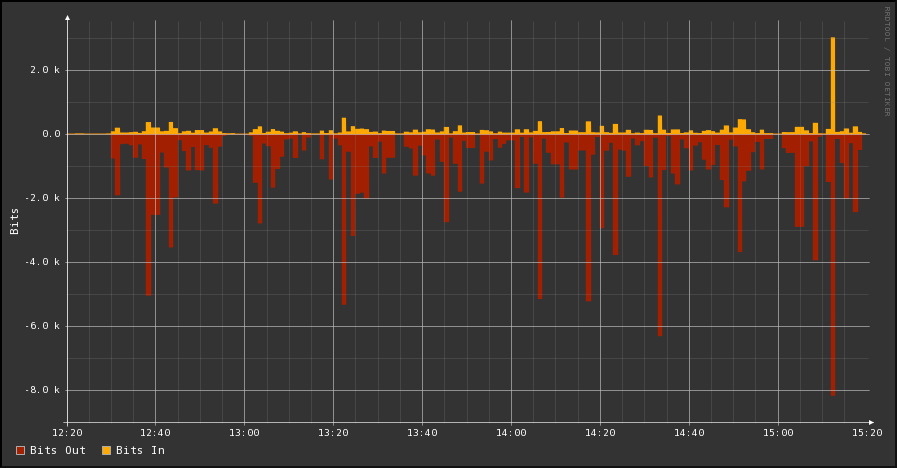 RRDTOOL / TOBI OETIKER
Bits
2.0 k
0.0
-2.0 k
-4.0 k
-6.0 k
-8.0 k
12:20 12:40 13:00 13:20 13:40 14:00 14:20 14:40 15:00 15:20
Bits Out Bits In